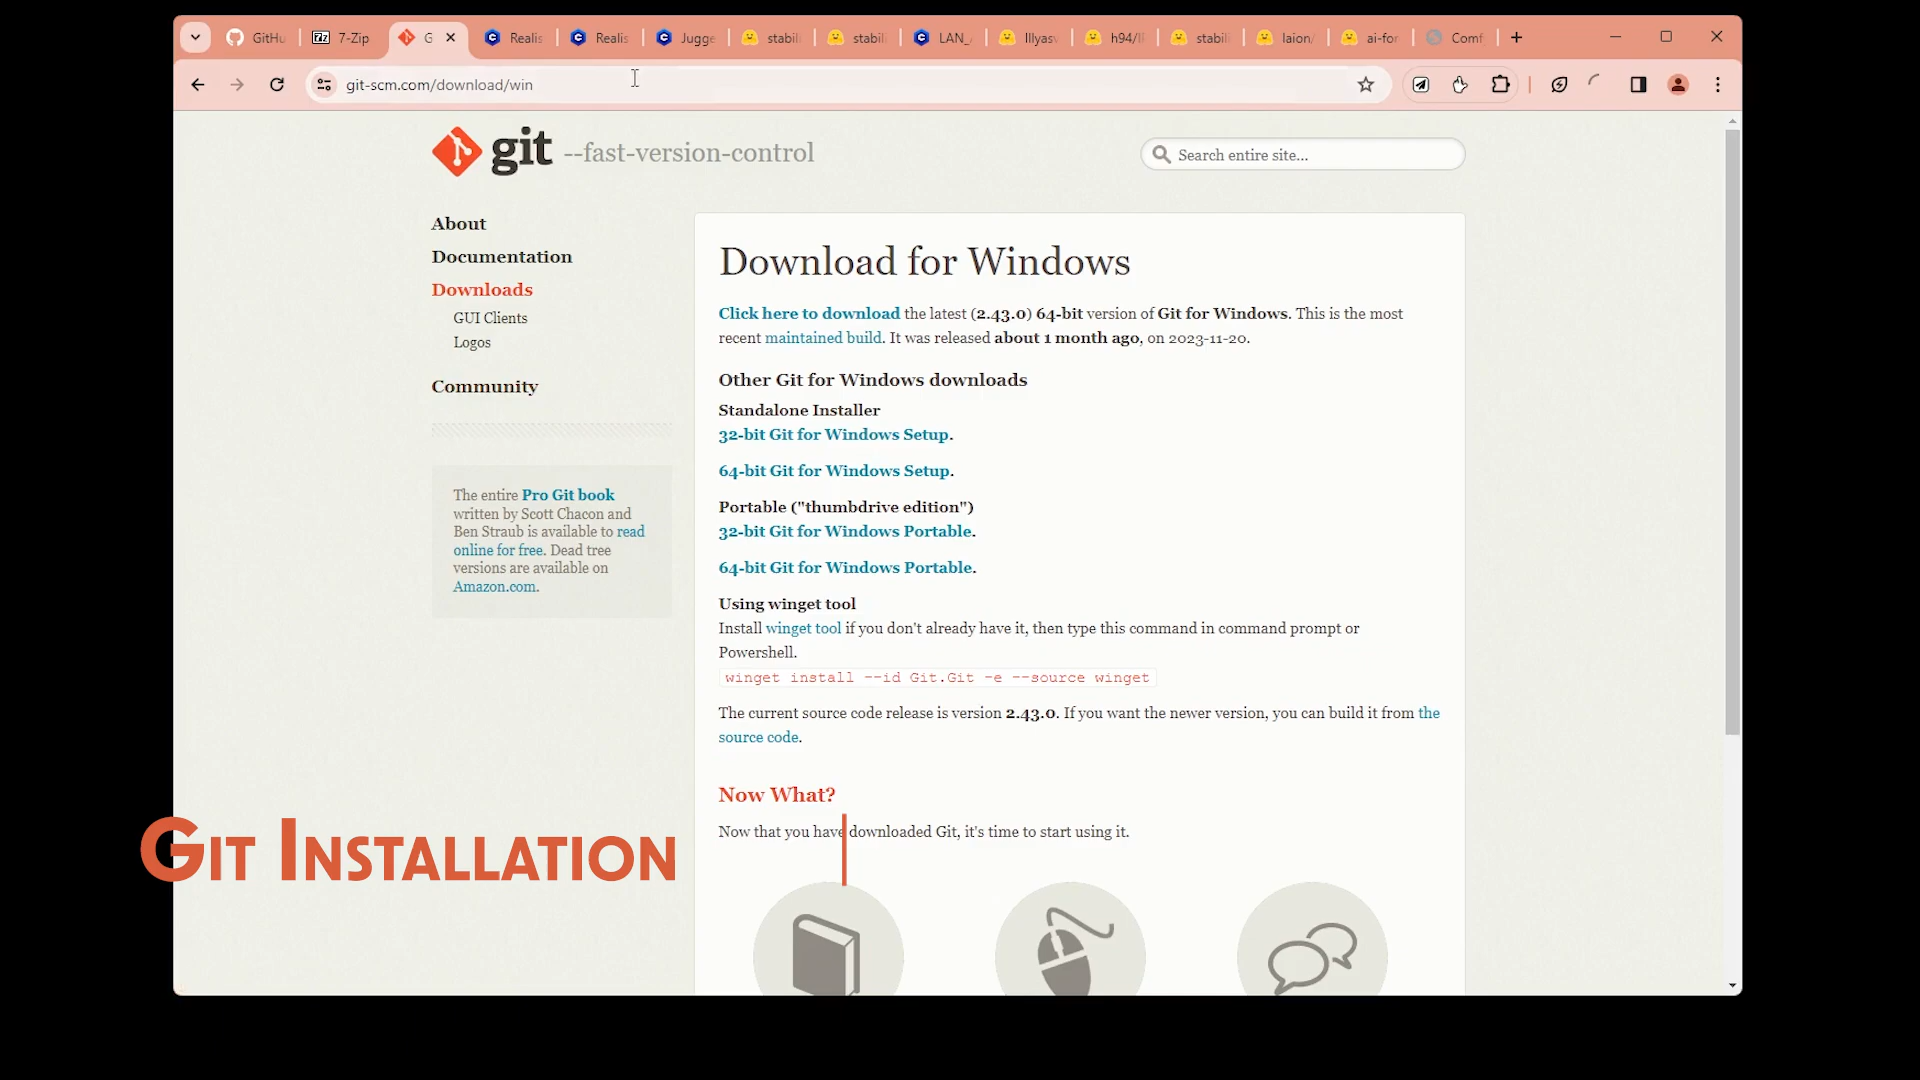 GitHu
7-Zip
G
Realis
Realis
Jugge
stabili
stabili
LAN_
Illyasv
h94/I
stabili
laion/
ai-for
Comf
git-scm.com/download/win
git --fast-version-control
Search entire site...
About
Documentation
Downloads
GUI Clients
Logos
Community
The entire Pro Git book
written by Scott Chacon and
Ben Straub is available to read
online for free. Dead tree
versions are available on
Amazon.com.
Download for Windows
Click here to download the latest (2.43.0) 64-bit version of Git for Windows. This is the most
recent maintained build. It was released about 1 month ago, on 2023-11-20.
Other Git for Windows downloads
Standalone Installer
32-bit Git for Windows Setup.
64-bit Git for Windows Setup.
Portable ("thumbdrive edition")
32-bit Git for Windows Portable.
64-bit Git for Windows Portable.
Using winget tool
Install winget tool if you don't already have it, then type this command in command prompt or
Powershell.
winget install --id Git.Git -e --source winget
The current source code release is version 2.43.0. If you want the newer version, you can build it from the
source code.
Now What?
Now that you have downloaded Git, it's time to start using it.
Git Installation